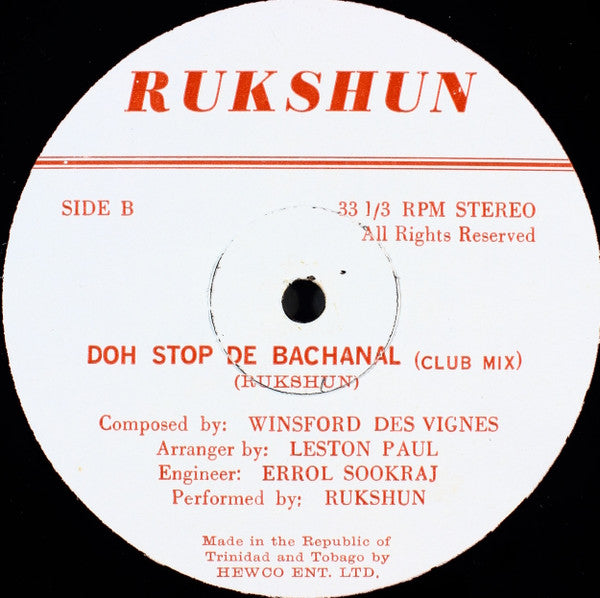 RUKSHUN
SIDE B
33 1/3 RPM STEREO
All Rights Reserved
DOH STOP DE BACHANAL (CLUB MIX)
(RUKSHUN)
Composed by: WINSFORD DES VIGNES
Arranger by: LESTON PAUL
Engineer: ERROL SOOKRAJ
Performed by; RUKSHUN
Made in the Republic of
Trinidad and Tobago by
HEWCO ENT. LTD.